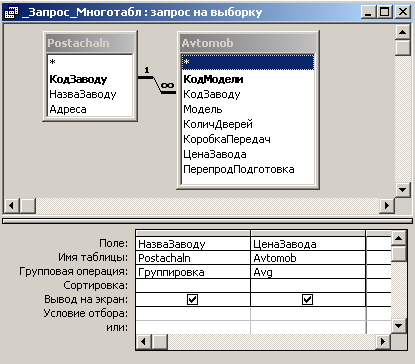 _Запрос_Многотабл : запрос на выборку
Postachaln
*
КодЗаводу
НазваЗаводу
Адреса
1
∞
Avtomob
*
КодМодели
КодЗаводу
Модель
КоличДверей
КоробкаПередач
ЦенаЗавода
ПерепродПодготовка
Поле: НазваЗаводу ЦенаЗавода
Имя таблицы: Postachaln Avtomob
Групповая операция: Группировка Avg
Сортировка:
Вывод на экран:
Условие отбора:
или: